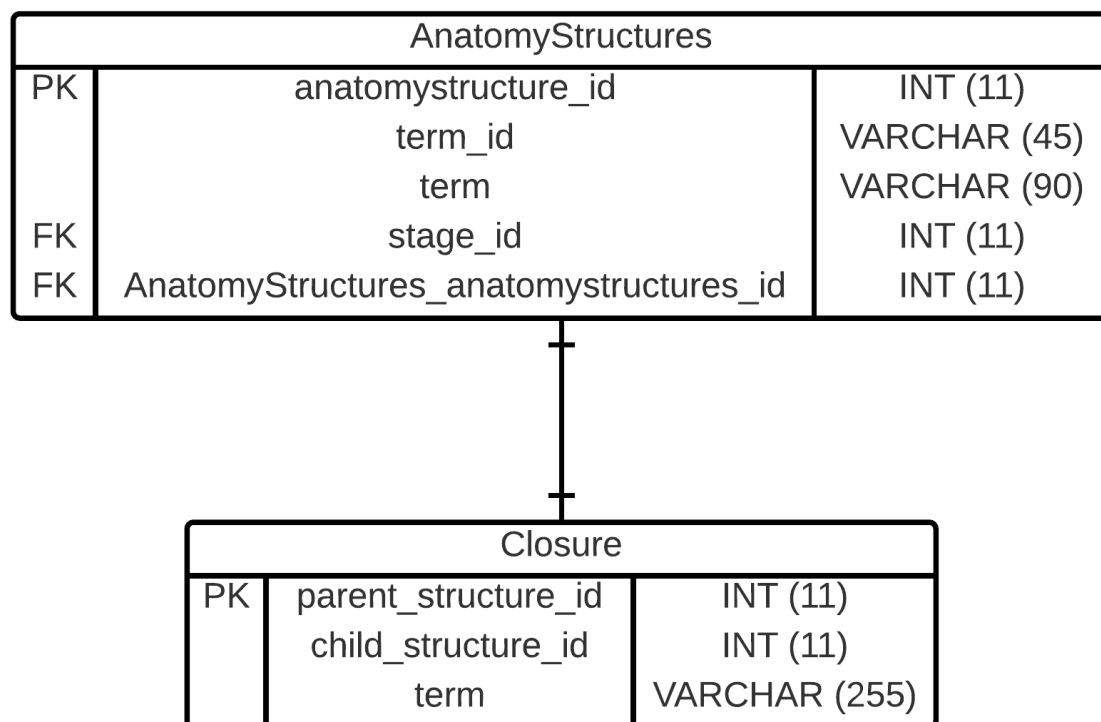 AnatomyStructures
PK anatomystructure_id INT (11)
term_id VARCHAR (45)
term VARCHAR (90)
FK stage_id INT (11)
FK AnatomyStructures_anatomystructures_id INT (11)
Closure
PK parent_structure_id INT (11)
child_structure_id INT (11)
term VARCHAR (255)